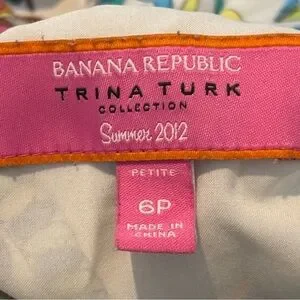 BANANA REPUBLIC
TRINA TURK
COLLECTION
Summer 2012
PETITE
6P
MADE IN
CHINA